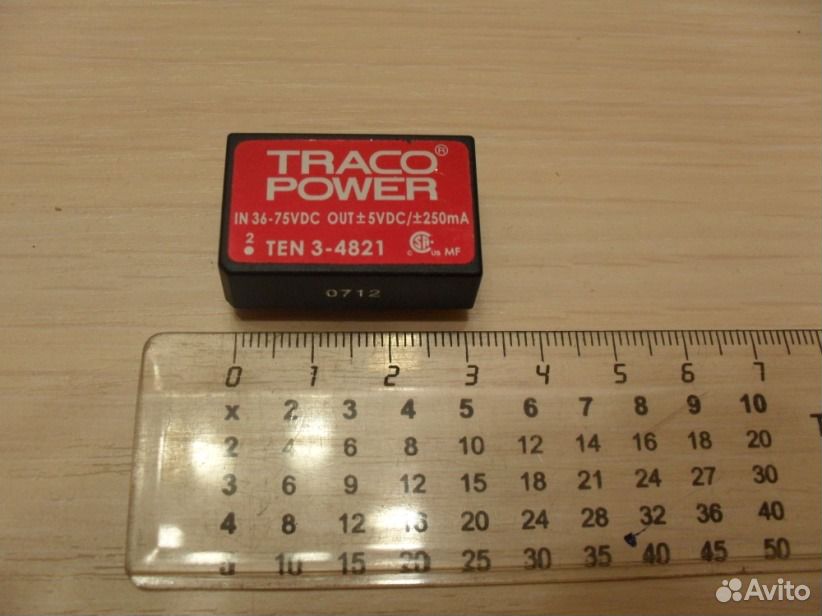 TRACO®
POWER
IN 36-75VDC OUT±5VDC/±250mA
2 TEN 3-4821 c SA us MF
0712
0 1 2 3 4 5 6 7
x 2 3 4 5 6 7 8 9 10
2 4 6 8 10 12 14 16 18 20
3 6 9 12 15 18 21 24 27 30
4 8 12 16 20 24 28 32 36 40
5 10 15 20 25 30 35 40 45 50
Avito